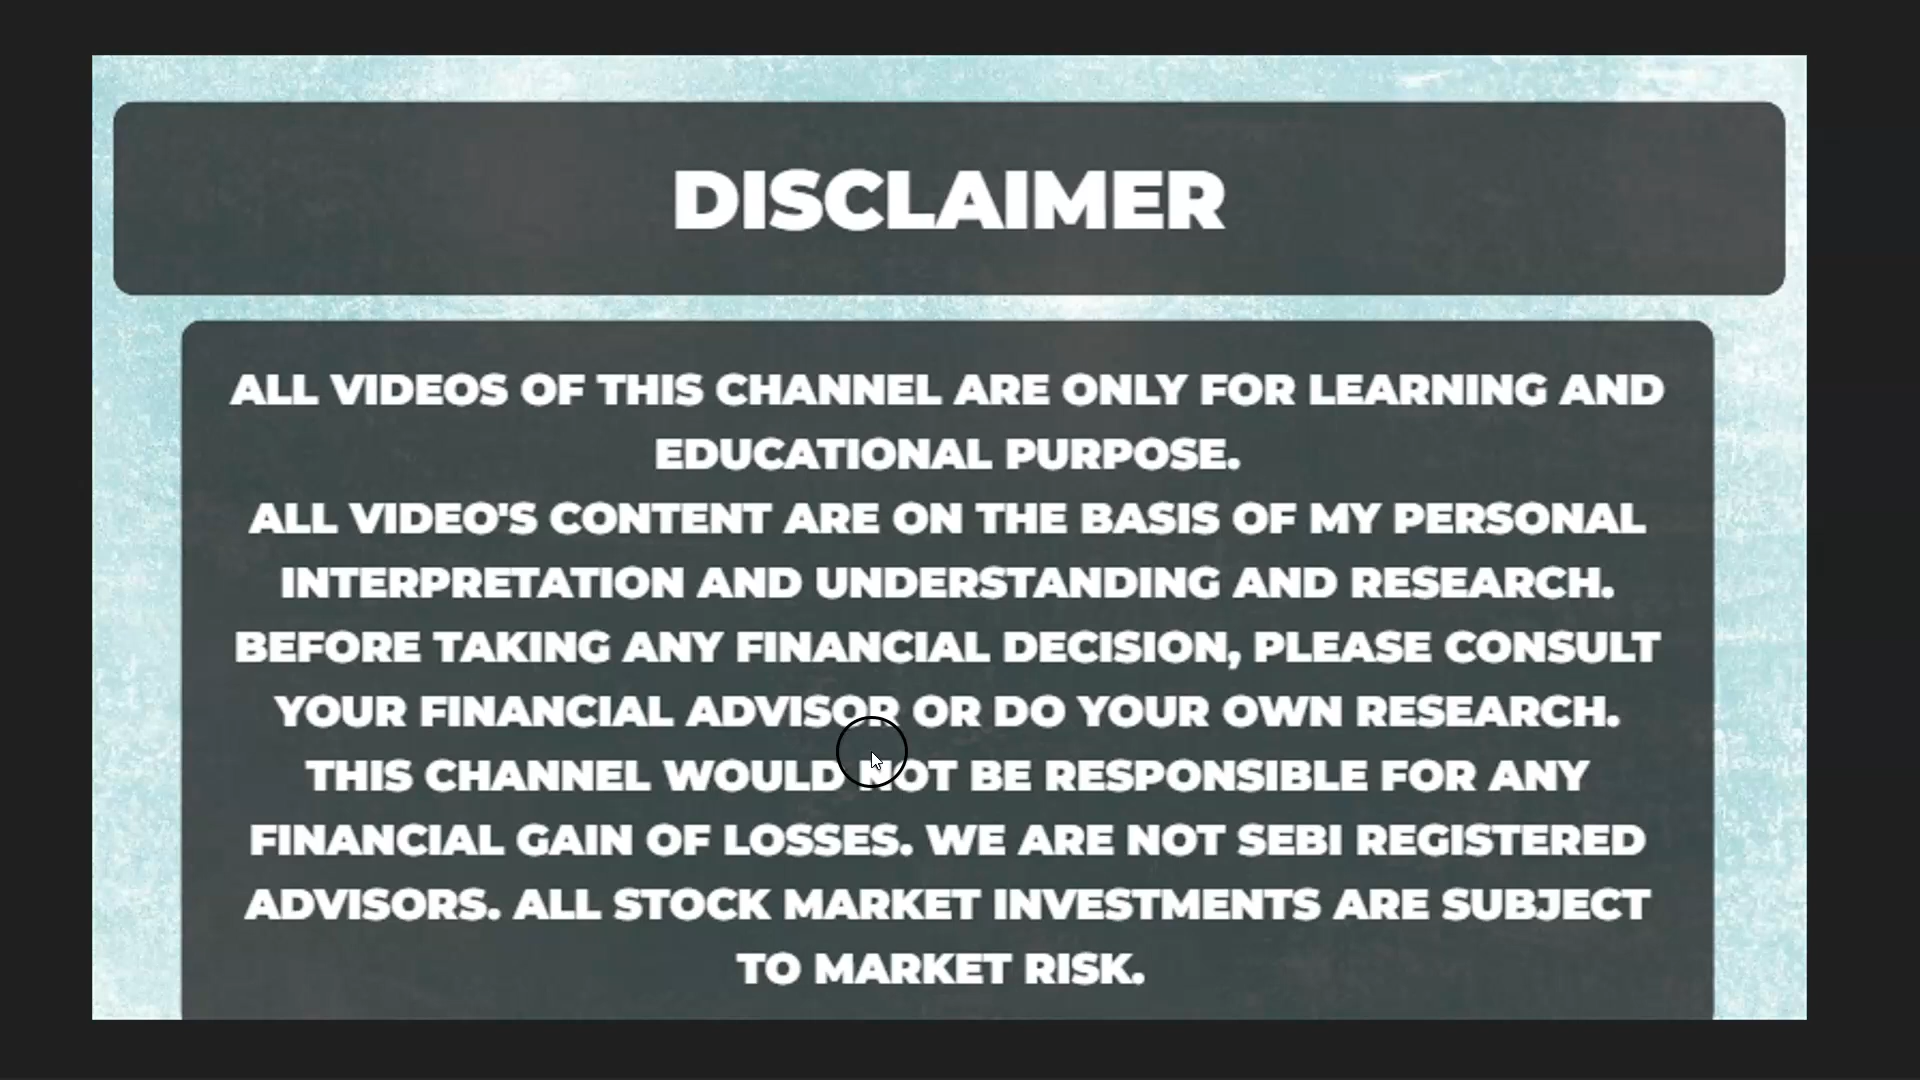 DISCLAIMER
ALL VIDEOS OF THIS CHANNEL ARE ONLY FOR LEARNING AND
EDUCATIONAL PURPOSE.
ALL VIDEO'S CONTENT ARE ON THE BASIS OF MY PERSONAL
INTERPRETATION AND UNDERSTANDING AND RESEARCH.
BEFORE TAKING ANY FINANCIAL DECISION, PLEASE CONSULT
YOUR FINANCIAL ADVISOR OR DO YOUR OWN RESEARCH.
THIS CHANNEL WOULD NOT BE RESPONSIBLE FOR ANY
FINANCIAL GAIN OF LOSSES. WE ARE NOT SEBI REGISTERED
ADVISORS. ALL STOCK MARKET INVESTMENTS ARE SUBJECT
TO MARKET RISK.